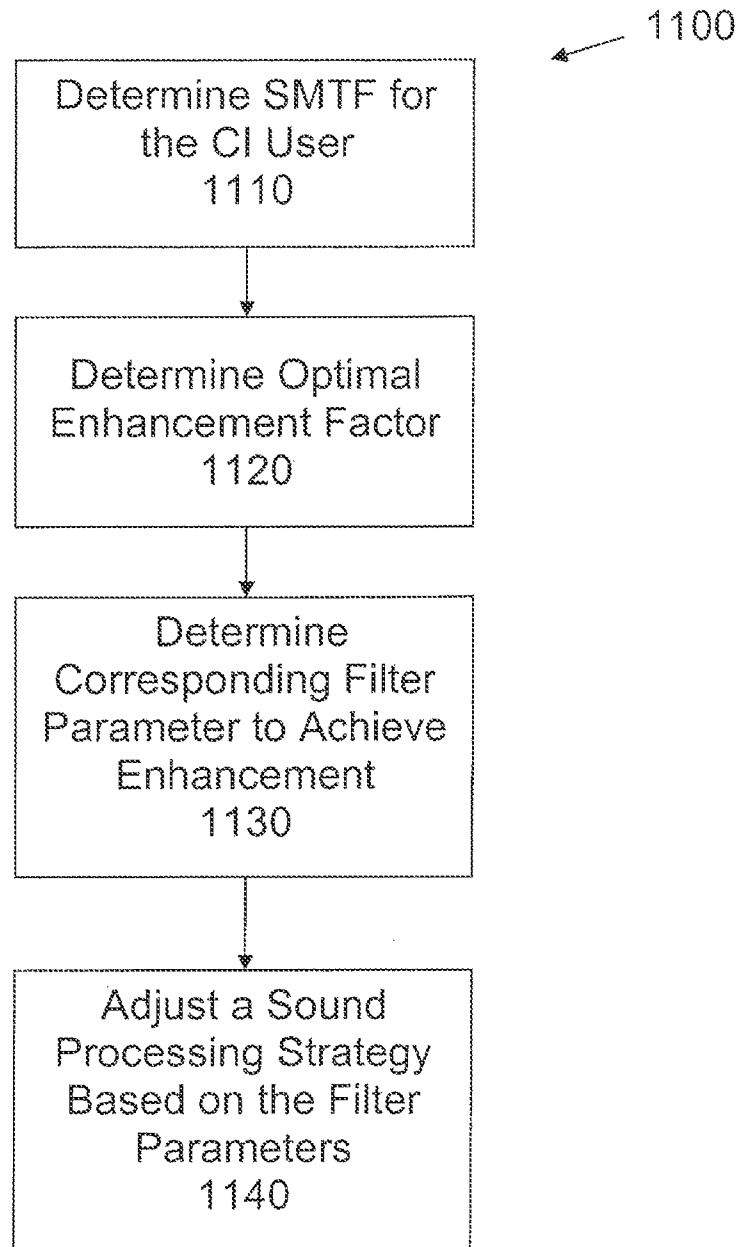 1100
Determine SMTF for
the CI User
1110
Determine Optimal
Enhancement Factor
1120
Determine
Corresponding Filter
Parameter to Achieve
Enhancement
1130
Adjust a Sound
Processing Strategy
Based on the Filter
Parameters
1140